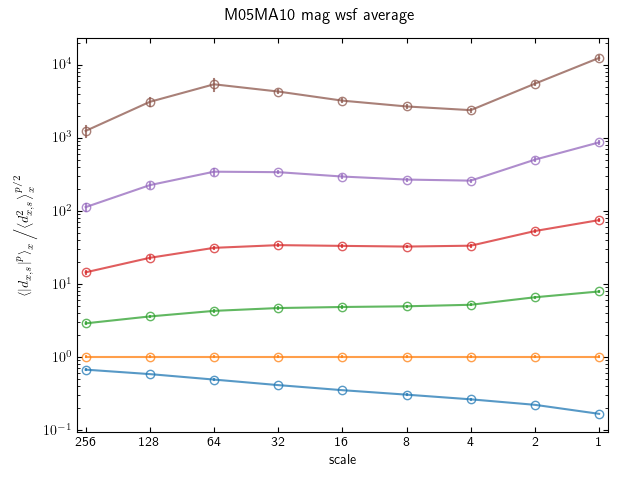 M05MA10 mag wsf average
⟨|d_{x,s}|^p⟩_x / ⟨d^2_{x,s}⟩_x^{p/2}
10^4
10^3
10^2
10^1
10^0
10^{-1}
256 128 64 32 16 8 4 2 1
scale